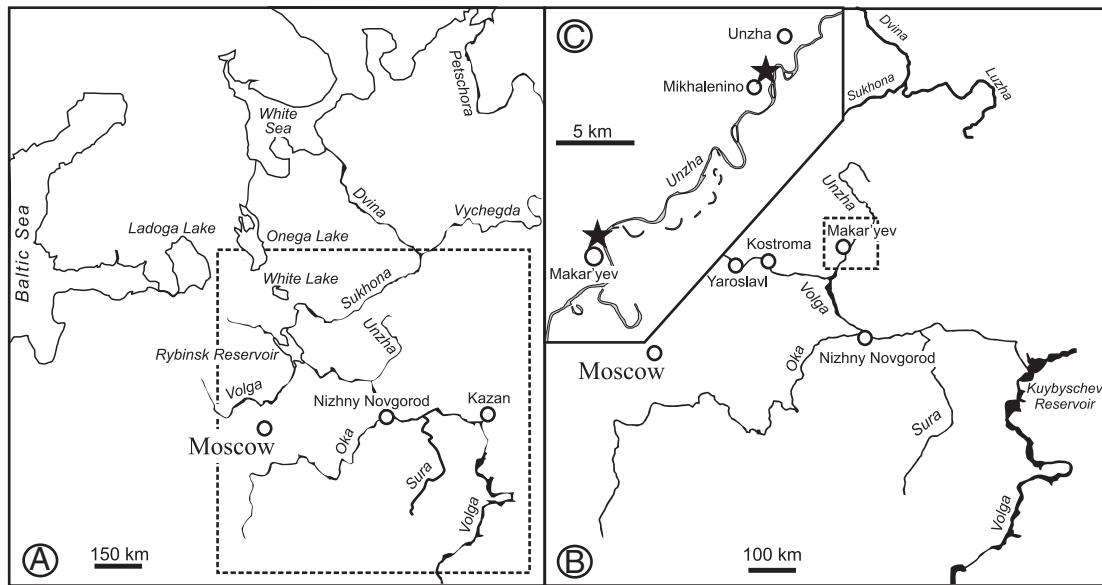 Petschora
White
Sea
Dvina
Vychegda
Baltic Sea
Ladoga Lake
Onega Lake
White Lake
Sukhona
Unzha
Rybinsk Reservoir
Volga
Nizhny Novgorod
Kazan
Moscow
Oka
Sura
Volga
A
150 km
C
Unzha
Mikhalenino
5 km
Unzha
Makar'yev
Dvina
Luzha
Sukhona
Unzha
Makar'yev
Kostroma
Yaroslavl
Volga
Moscow
Oka
Nizhny Novgorod
Kuybyschev
Reservoir
Sura
Volga
B
100 km